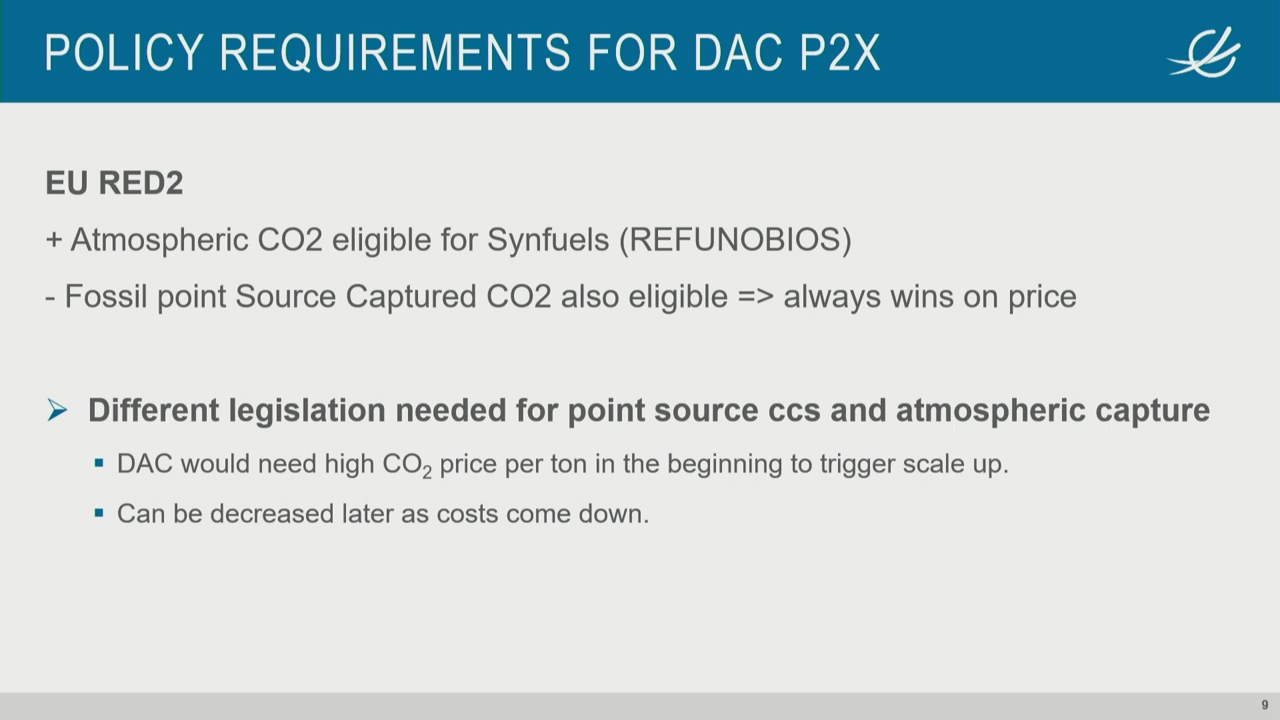 POLICY REQUIREMENTS FOR DAC P2X
EU RED2
+ Atmospheric CO2 eligible for Synfuels (REFUNOBIOS)
- Fossil point Source Captured CO2 also eligible => always wins on price
➢ Different legislation needed for point source ccs and atmospheric capture
▪ DAC would need high CO₂ price per ton in the beginning to trigger scale up.
▪ Can be decreased later as costs come down.
9